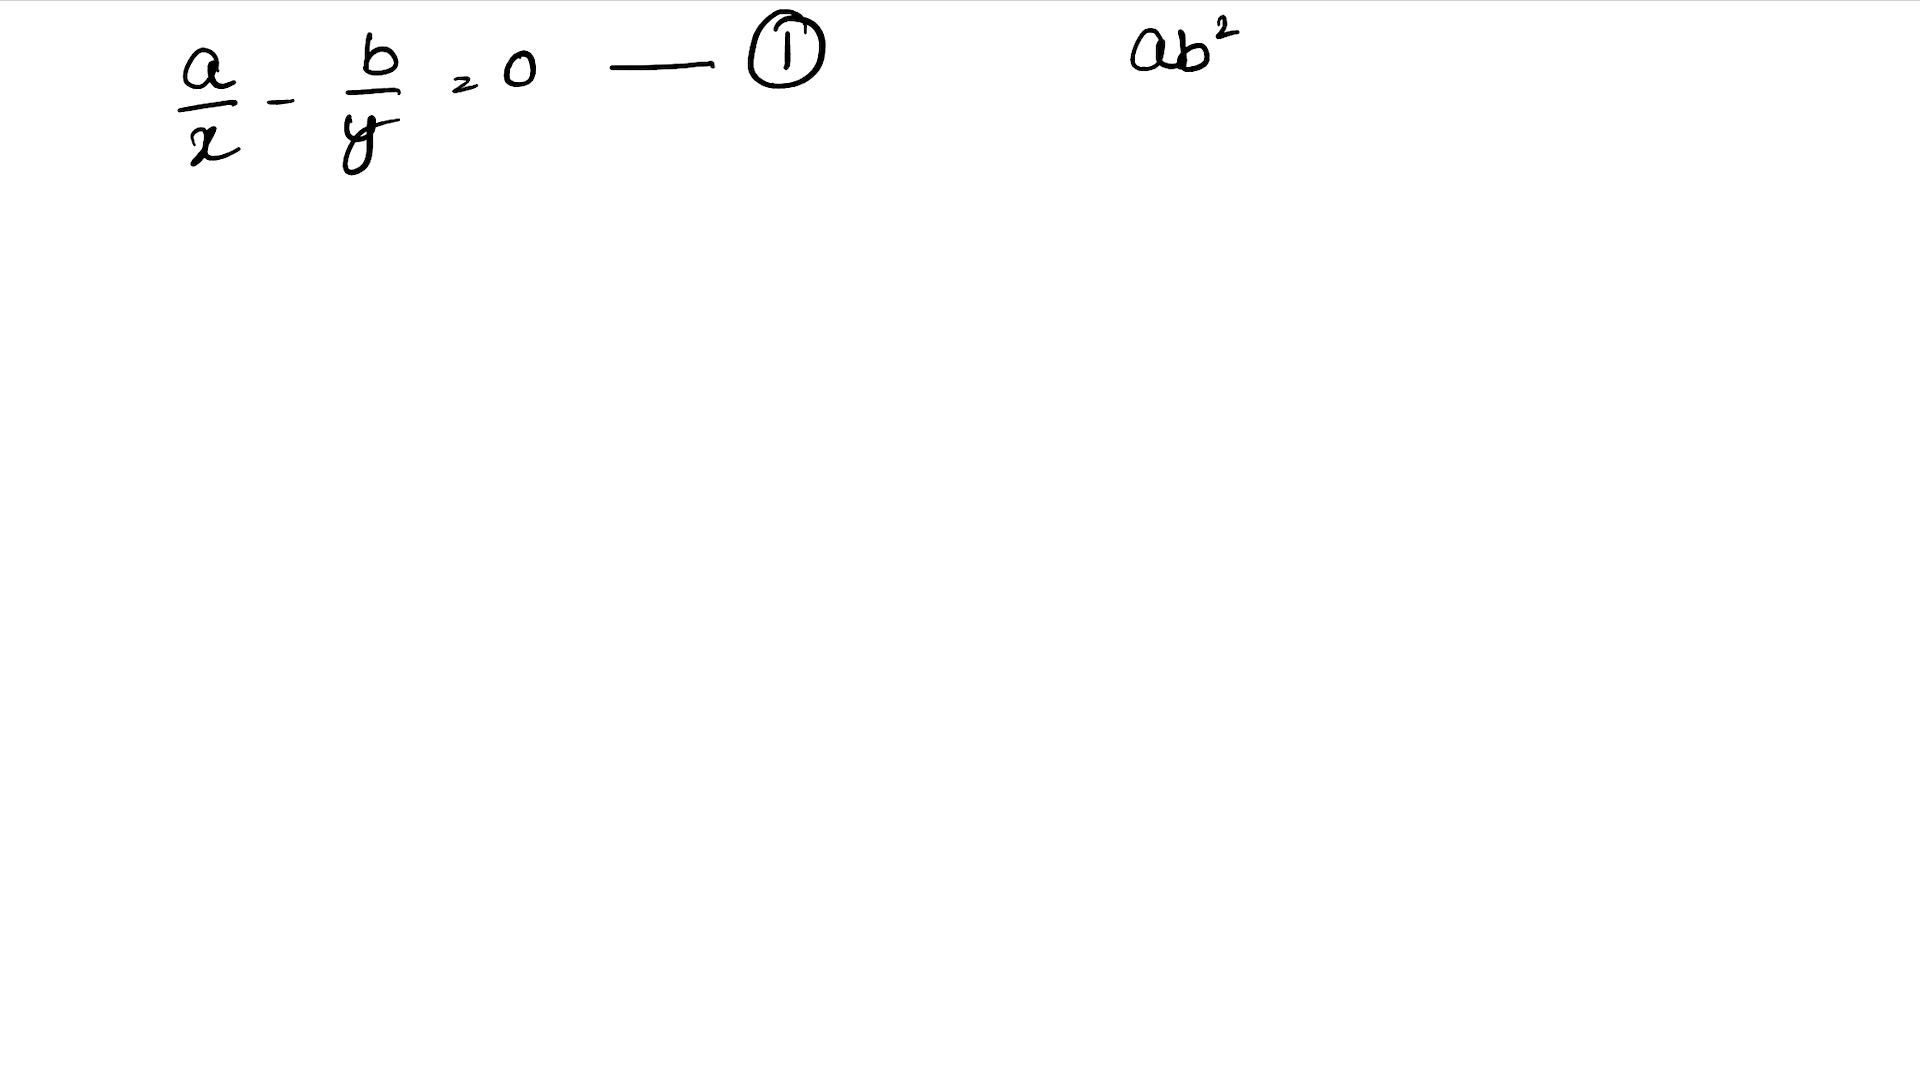 a/x - b/y = 0 — ① ab²